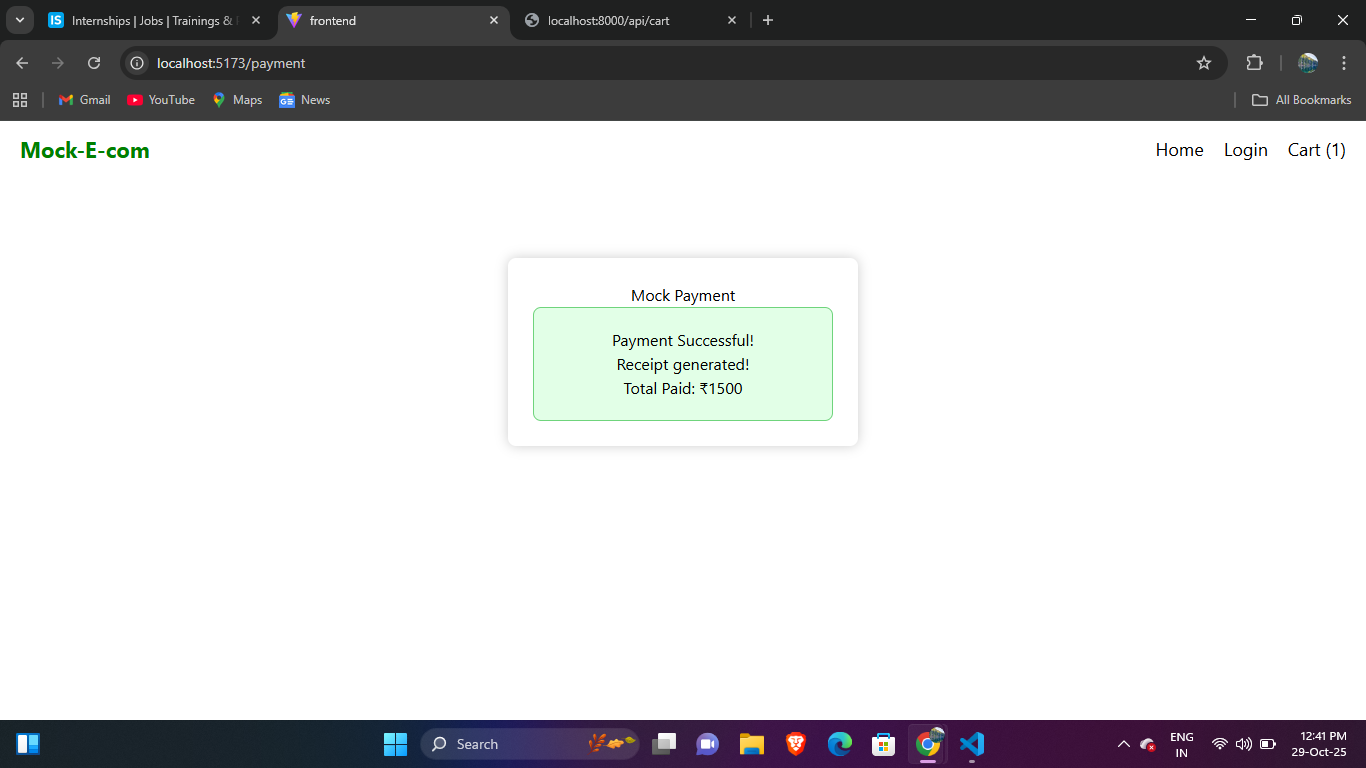 IS
Internships | Jobs | Trainings &
frontend
localhost:8000/api/cart
localhost:5173/payment
Gmail
YouTube
Maps
News
All Bookmarks
Mock-E-com
Home
Login
Cart (1)
Mock Payment
Payment Successful!
Receipt generated!
Total Paid: ₹1500
Search
ENG
IN
12:41 PM
29-Oct-25